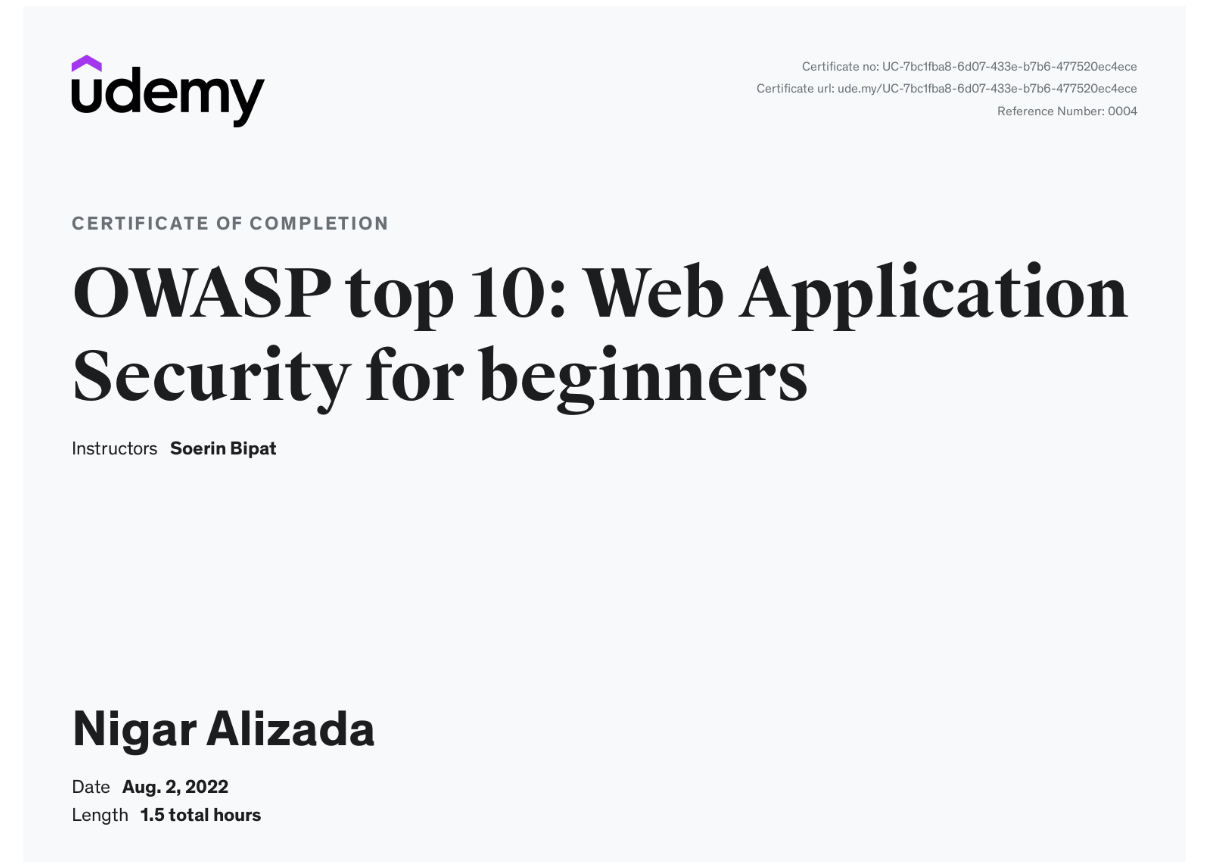 udemy
Certificate no: UC-7bc1fba8-6d07-433e-b7b6-477520ec4ece
Certificate url: ude.my/UC-7bc1fba8-6d07-433e-b7b6-477520ec4ece
Reference Number: 0004
CERTIFICATE OF COMPLETION
OWASP top 10: Web Application
Security for beginners
Instructors Soerin Bipat
Nigar Alizada
Date Aug. 2, 2022
Length 1.5 total hours